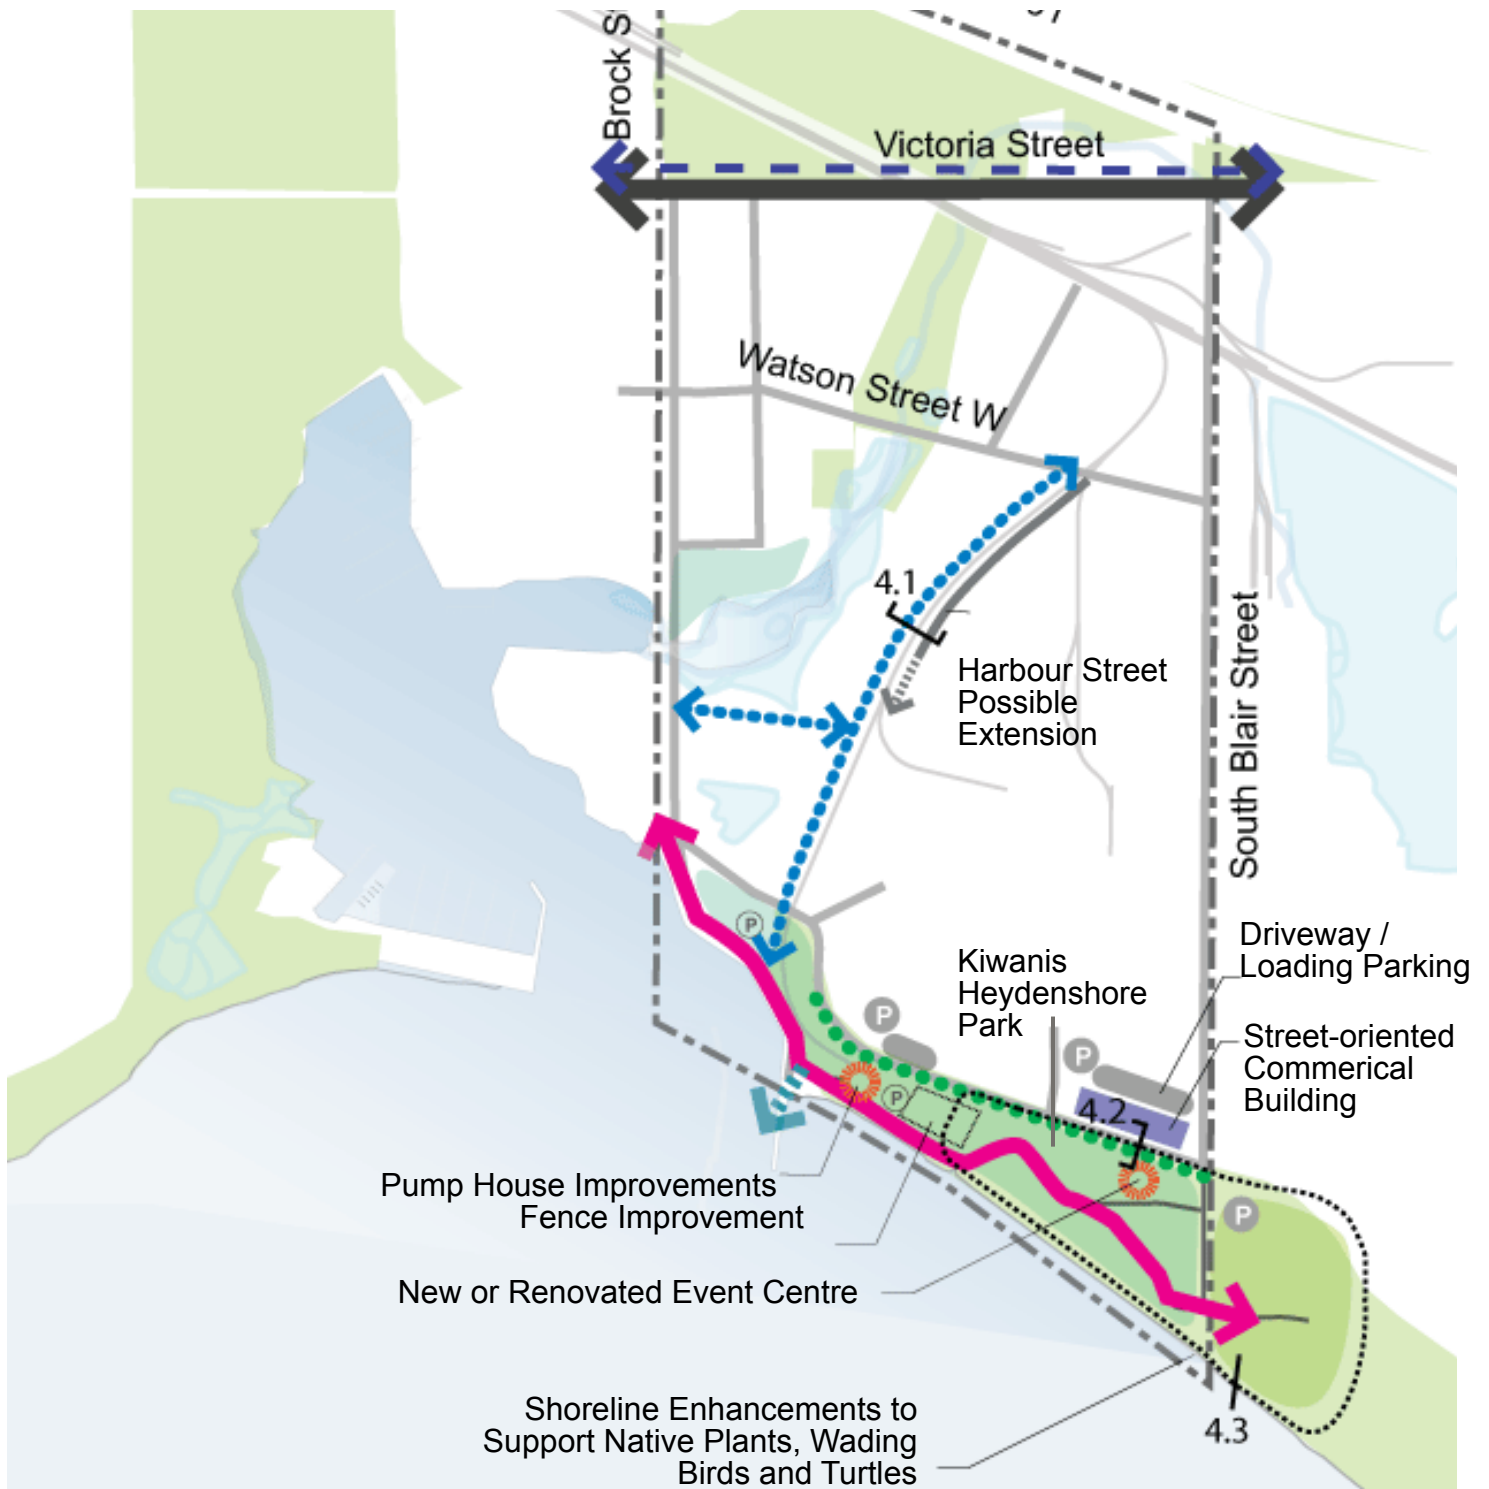 Brock S
Victoria Street
Watson Street W
4.1
Harbour Street
Possible
Extension
South Blair Street
P
Kiwanis
Heydenshore
Park
Driveway /
Loading Parking
P
P
Street-oriented
Commerical
Building
P
4.2
Pump House Improvements
Fence Improvement
P
New or Renovated Event Centre
Shoreline Enhancements to
Support Native Plants, Wading
Birds and Turtles
4.3